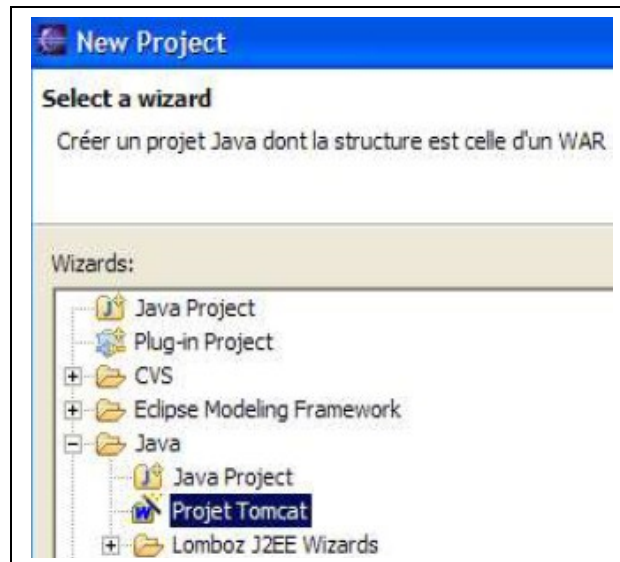 New Project
Select a wizard
Créer un projet Java dont la structure est celle d'un WAR
Wizards:
Java Project
Plug-in Project
CVS
Eclipse Modeling Framework
Java
Java Project
Projet Tomcat
Lomboz J2EE Wizards